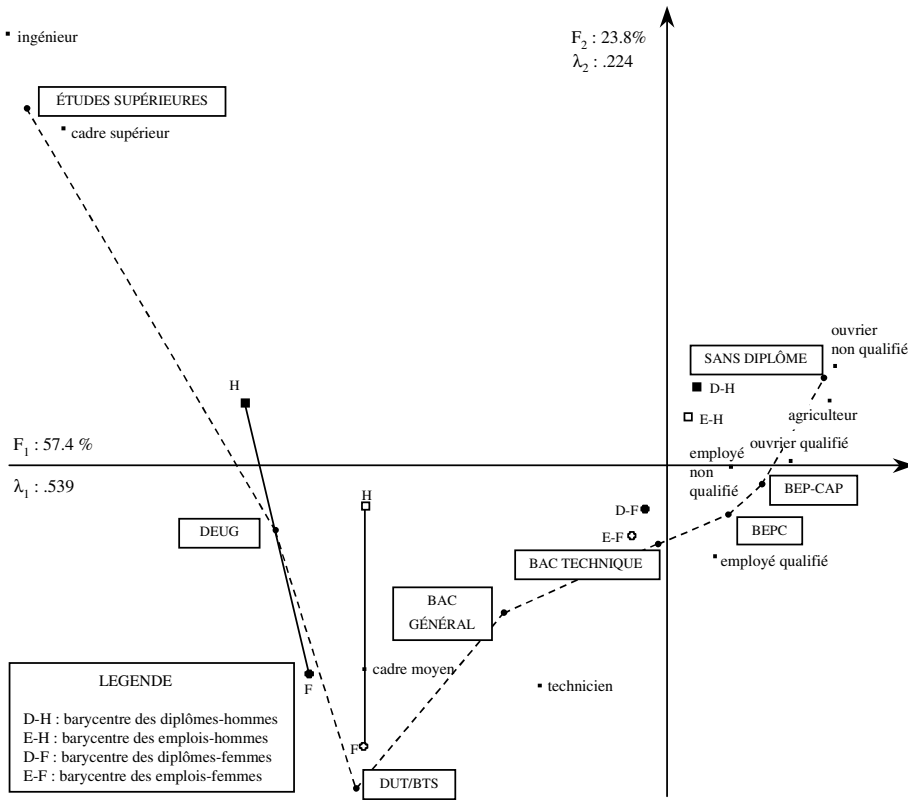 ingénieur
F2 : 23.8%
λ2 : .224
ÉTUDES SUPÉRIEURES
cadre supérieur
ouvrier
non qualifié
SANS DIPLÔME
H
D-H
E-H
agriculteur
F1 : 57.4 %
employé
non
qualifié
ouvrier qualifié
λ1 : .539
H
BEP-CAP
D-F
DEUG
BEPC
E-F
BAC TECHNIQUE
employé qualifié
BAC
GÉNÉRAL
cadre moyen
technicien
F
LEGENDE
D-H : barycentre des diplômes-hommes
E-H : barycentre des emplois-hommes
D-F : barycentre des diplômes-femmes
E-F : barycentre des emplois-femmes
F
DUT/BTS